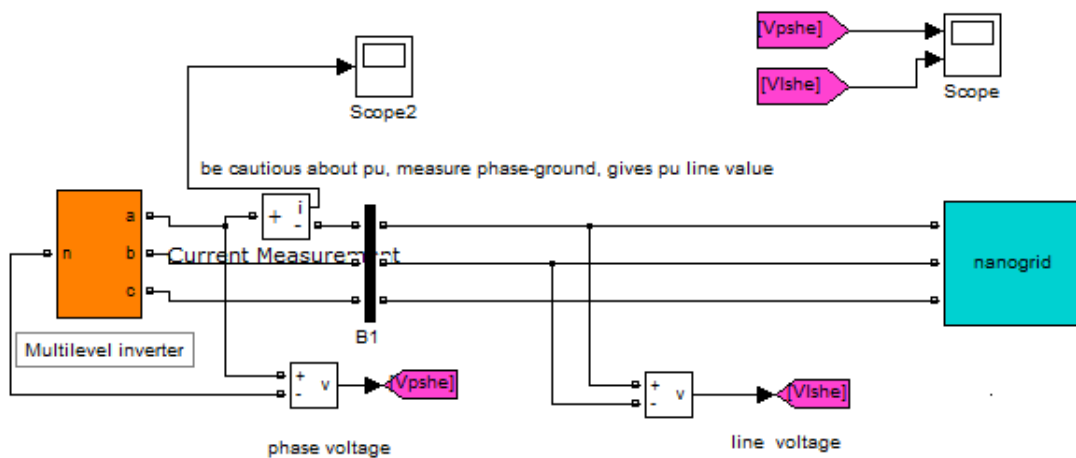 [Vpshe]
[Vlshe]
Scope2
Scope
be cautious about pu, measure phase-ground, gives pu line value
+
i
-
a
n
b
Current Measurement
c
nanogrid
B1
Multilevel inverter
+
-
v
[Vpshe]
+
-
v
[Vlshe]
phase voltage
line voltage